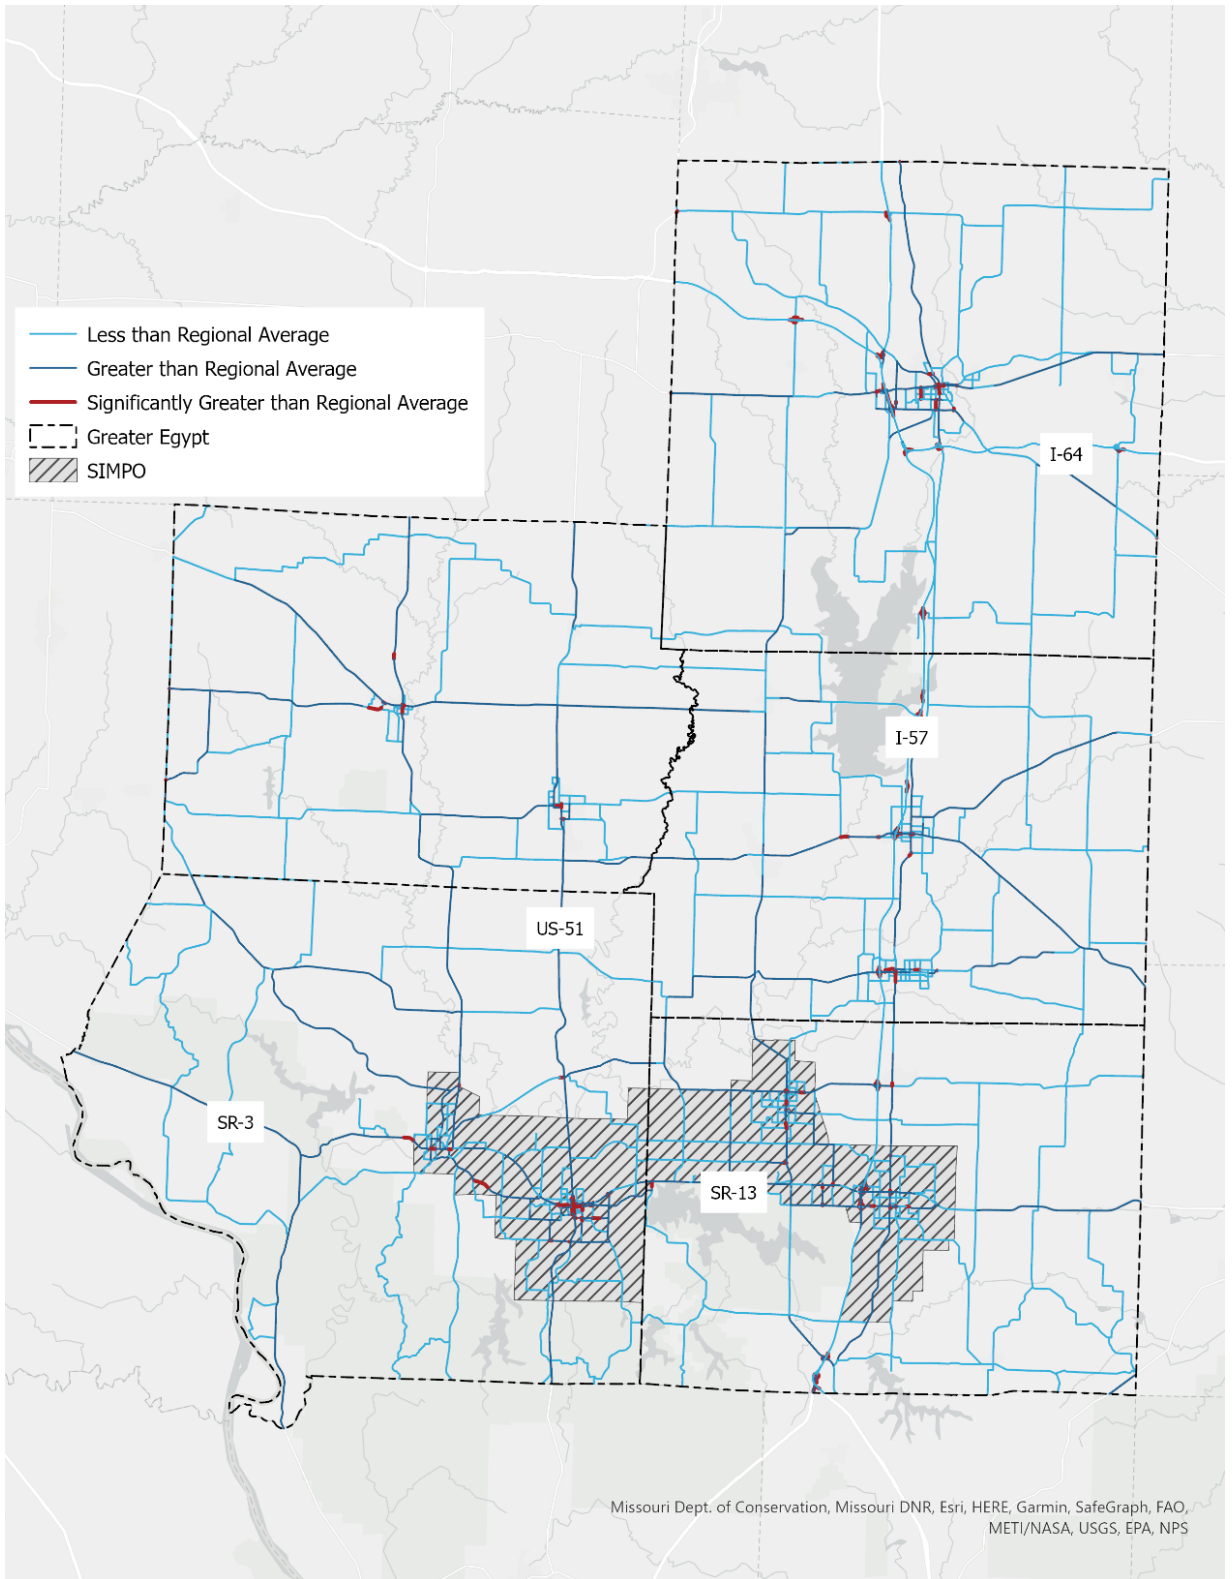 Less than Regional Average
Greater than Regional Average
Significantly Greater than Regional Average
Greater Egypt
SIMPO
I-64
I-57
US-51
SR-3
SR-13
Missouri Dept. of Conservation, Missouri DNR, Esri, HERE, Garmin, SafeGraph, FAO,
METI/NASA, USGS, EPA, NPS